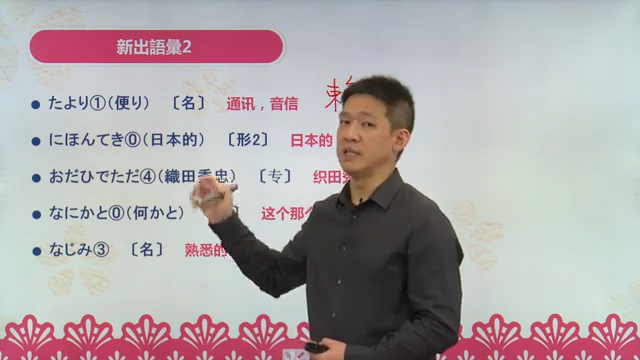 新出語彙2
たより①（便り） 〔名〕 通讯，音信
にほんてき⓪（日本的） 〔形2〕 日本的
おだひでただ④（織田秀忠） 〔专〕 织田
なにかと⓪（何かと） 这个那
なじみ③ 〔名〕 熟悉的